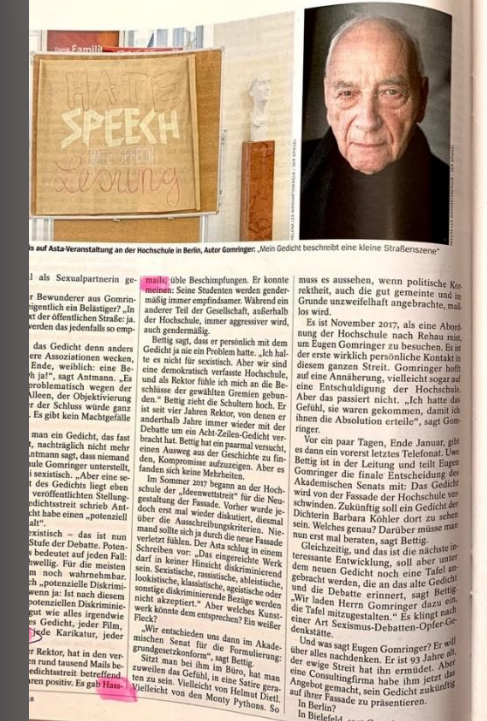 Familä
HATE
SPEECH
is auf Asta-Veranstaltung an der Hochschule in Berlin, Autor Gomringer: „Mein Gedicht beschreibt eine kleine Straßenszene“
l als Sexualpartnerin ge-
r Bewunderer aus Gomrin-
eigentlich ein Belästiger? „In
xt der öffentlichen Straße: ja.
werden das jedenfalls so emp-
das Gedicht denn anders
ere Assoziationen wecken,
Ende, weiblich: eine Be-
h ja!“, sagt Antmann. „Es
problematisch wegen der
Alleen, der Objektivierung
r der Schluss würde ganz
. Es gibt kein Machtgefälle
man ein Gedicht, das fast
, nachträglich nicht mehr
ntmann sagt, dass niemand
ule Gomringer unterstellt,
i sexistisch. „Aber eine se-
t des Gedichts liegt eben
veröffentlichten Stellung-
edichtsstreit schrieb Ant-
cht habe einen „potenziell
alt“.
existisch – das ist nun
Stufe der Debatte. Poten-
s bedeutet auf jeden Fall:
hwellig. Für die meisten
n noch wahrnehmbar.
ch „potenzielle Diskrimi-
wenn ja: Ist nach diesem
potenziellen Diskriminie-
gut wie alles irgendwie
es Gedicht, jeder Film,
jede Karikatur, jeder
r Rektor, hat in den ver-
en rund tausend Mails be-
edichtsstreit betreffend.
ren positiv. Es gab Hass-
mails, üble Beschimpfungen. Er konnte
meinen: Seine Studenten werden gender-
mäßig immer empfindsamer. Während ein
anderer Teil der Gesellschaft, außerhalb
der Hochschule, immer aggressiver wird,
auch gendermäßig.
Bettig sagt, dass er persönlich mit dem
Gedicht ja nie ein Problem hatte. „Ich hal-
te es nicht für sexistisch. Aber wir sind
eine demokratisch verfasste Hochschule,
und als Rektor fühle ich mich an die Be-
schlüsse der gewählten Gremien gebun-
den.“ Bettig zieht die Schultern hoch. Er
ist seit vier Jahren Rektor, von denen er
anderthalb Jahre immer wieder mit der
Debatte um ein Acht-Zeilen-Gedicht ver-
bracht hat. Bettig hat ein paarmal versucht,
einen Ausweg aus der Geschichte zu fin-
den, Kompromisse aufzuzeigen. Aber es
fanden sich keine Mehrheiten.
Im Sommer 2017 begann an der Hoch-
schule der „Ideenwettstreit“ für die Neu-
gestaltung der Fassade. Vorher wurde je-
doch erst mal wieder diskutiert, diesmal
über die Ausschreibungskriterien. Nie-
mand sollte sich ja durch die neue Fassade
verletzt fühlen. Der Asta schlug in einem
Schreiben vor: „Das eingereichte Werk
darf in keiner Hinsicht diskriminierend
sein. Sexistische, rassistische, ableistische,
lookistische, klassistische, ageistische oder
sonstige diskriminierende Bezüge werden
nicht akzeptiert.“ Aber welches Kunst-
werk könnte dem entsprechen? Ein weißer
Fleck?
„Wir entschieden uns dann im Akade-
mischen Senat für die Formulierung:
grundgesetzkonform“, sagt Bettig.
Sitzt man bei ihm im Büro, hat man
zuweilen das Gefühl, in eine Satire gera-
ten zu sein. Vielleicht von Helmut Dietl.
Vielleicht von den Monty Pythons. So
muss es aussehen, wenn politische Kor-
rektheit, auch die gut gemeinte und im
Grunde unzweifelhaft angebrachte, maß-
los wird.
Es ist November 2017, als eine Abord-
nung der Hochschule nach Rehau reist,
um Eugen Gomringer zu besuchen. Es ist
der erste wirklich persönliche Kontakt in
diesem ganzen Streit. Gomringer hofft
auf eine Annäherung, vielleicht sogar auf
eine Entschuldigung der Hochschule.
Aber das passiert nicht. „Ich hatte das
Gefühl, sie waren gekommen, damit ich
ihnen die Absolution erteile“, sagt Gom-
ringer.
Vor ein paar Tagen, Ende Januar, gibt
es dann ein vorerst letztes Telefonat. Uwe
Bettig ist in der Leitung und teilt Eugen
Gomringer die finale Entscheidung des
Akademischen Senats mit: Das Gedicht
wird von der Fassade der Hochschule ver-
schwinden. Zukünftig soll ein Gedicht der
Dichterin Barbara Köhler dort zu sehen
sein. Welches genau? Darüber müsse man
nun erst mal beraten, sagt Bettig.
Gleichzeitig, und das ist die nächste in-
teressante Entwicklung, soll aber unter
dem neuen Gedicht noch eine Tafel an-
gebracht werden, die an das alte Gedicht
und die Debatte erinnert, sagt Bettig.
„Wir laden Herrn Gomringer dazu ein,
die Tafel mitzugestalten.“ Es klingt nach
einer Art Sexismus-Debatten-Opfer-Ge-
denkstätte.
Und was sagt Eugen Gomringer? Er will
über alles nachdenken. Er ist 93 Jahre alt,
der ewige Streit hat ihn ermüdet. Aber
eine Consultingfirma habe ihm jetzt das
Angebot gemacht, sein Gedicht zukünftig
auf ihrer Fassade zu präsentieren.
In Berlin?
In Bielefeld